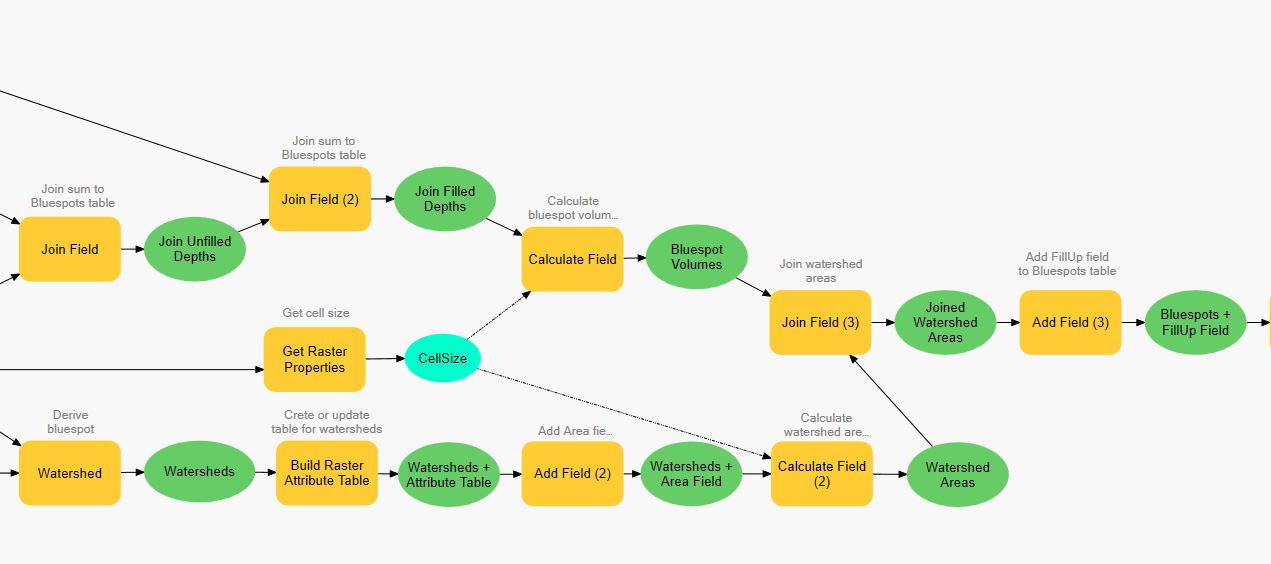 Join sum to
Bluespots table
Join Field (2)
Join Filled
Depths
Join sum to
Bluespots table
Join Field
Join Unfilled
Depths
Calculate
bluespot volum...
Calculate Field
Bluespot
Volumes
Join watershed
areas
Join Field (3)
Joined
Watershed
Areas
Add FillUp field
to Bluespots table
Add Field (3)
Bluespots +
FillUp Field
Get cell size
Get Raster
Properties
CellSize
Derive
bluespot
Watershed
Watersheds
Crete or update
table for watersheds
Build Raster
Attribute Table
Watersheds +
Attribute Table
Add Area fie...
Add Field (2)
Watersheds +
Area Field
Calculate
watershed are...
Calculate Field
(2)
Watershed
Areas